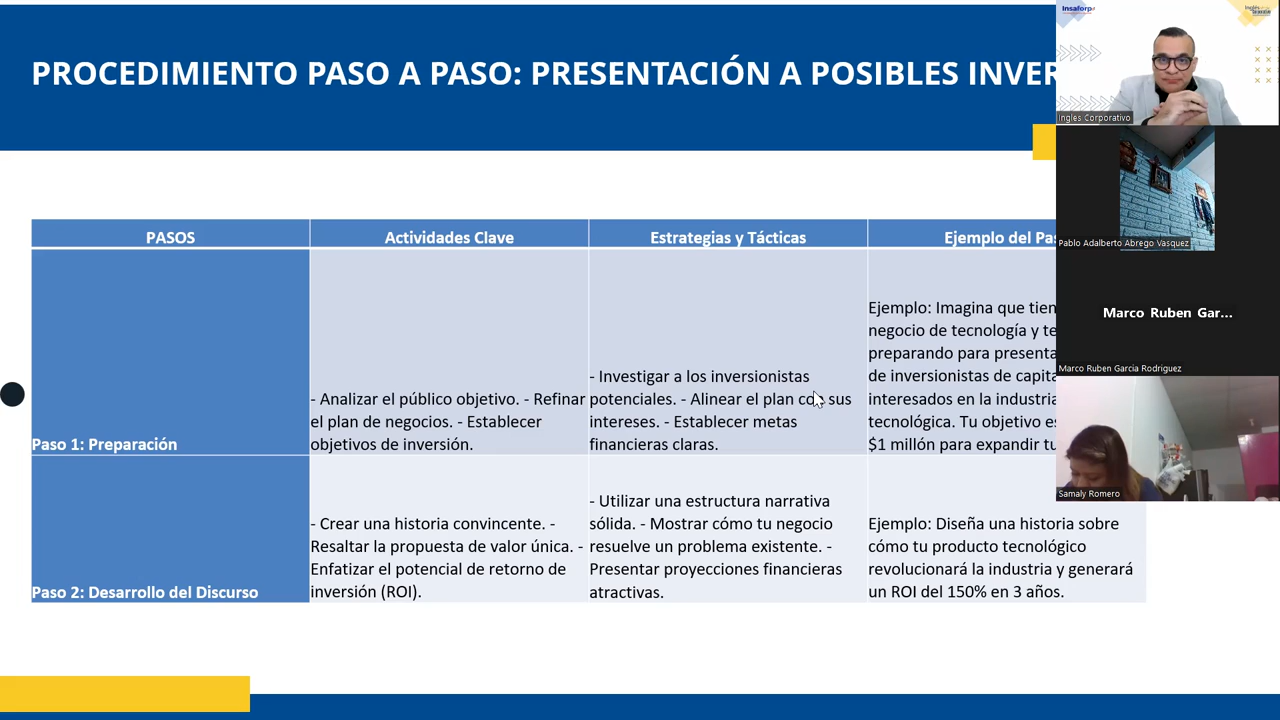 PROCEDIMIENTO PASO A PASO: PRESENTACIÓN A POSIBLES INVER
PASOS
Actividades Clave
Estrategias y Tácticas
Ejemplo del Pas
Paso 1: Preparación
- Analizar el público objetivo. - Refinar
el plan de negocios. - Establecer
objetivos de inversión.
- Investigar a los inversionistas
potenciales. - Alinear el plan con sus
intereses. - Establecer metas
financieras claras.
Ejemplo: Imagina que tien
negocio de tecnología y te
preparando para presenta
de inversionistas de capita
interesados en la industria
tecnológica. Tu objetivo es
$1 millón para expandir tu
Paso 2: Desarrollo del Discurso
- Crear una historia convincente. -
Resaltar la propuesta de valor única. -
Enfatizar el potencial de retorno de
inversión (ROI).
- Utilizar una estructura narrativa
sólida. - Mostrar cómo tu negocio
resuelve un problema existente. -
Presentar proyecciones financieras
atractivas.
Ejemplo: Diseña una historia sobre
cómo tu producto tecnológico
revolucionará la industria y generará
un ROI del 150% en 3 años.
Insaforp
Ingles Corporativo
Pablo Adalberto Abrego Vasquez
Marco Ruben Gar...
Marco Ruben Garcia Rodriguez
Samaly Romero